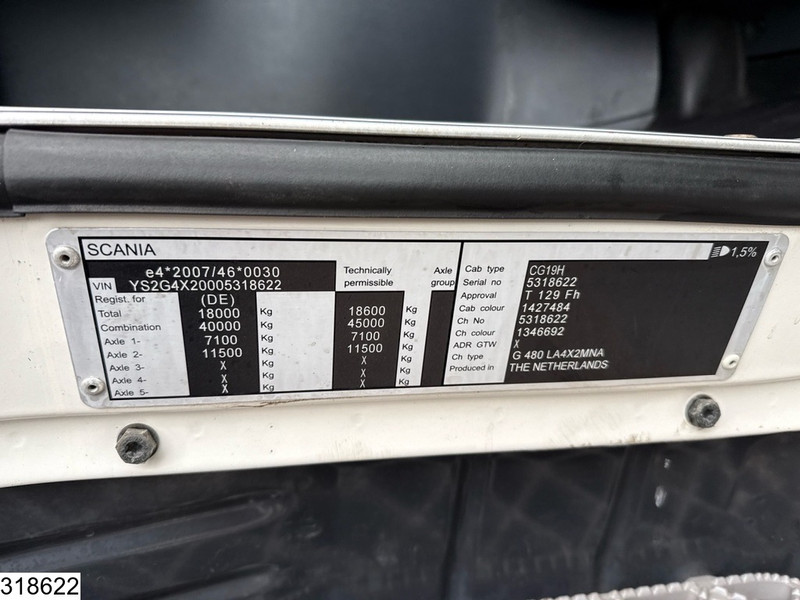 SCANIA
e4*2007/46*0030
VIN YS2G4X20005318622
Technically permissible
Axle group
Regist. for (DE)
Total 18000 Kg 18600 Kg
Combination 40000 Kg 45000 Kg
Axle 1- 7100 Kg 7100 Kg
Axle 2- 11500 Kg 11500 Kg
Axle 3- X Kg X Kg
Axle 4- X Kg X Kg
Axle 5- X Kg X Kg
1,5%
Cab type CG19H
Serial no 5318622
Approval T 129 Fh
Cab colour 1427484
Ch No 5318622
Ch colour 1346692
ADR GTW X
Ch type G 480 LA4X2MNA
Produced in THE NETHERLANDS
318622